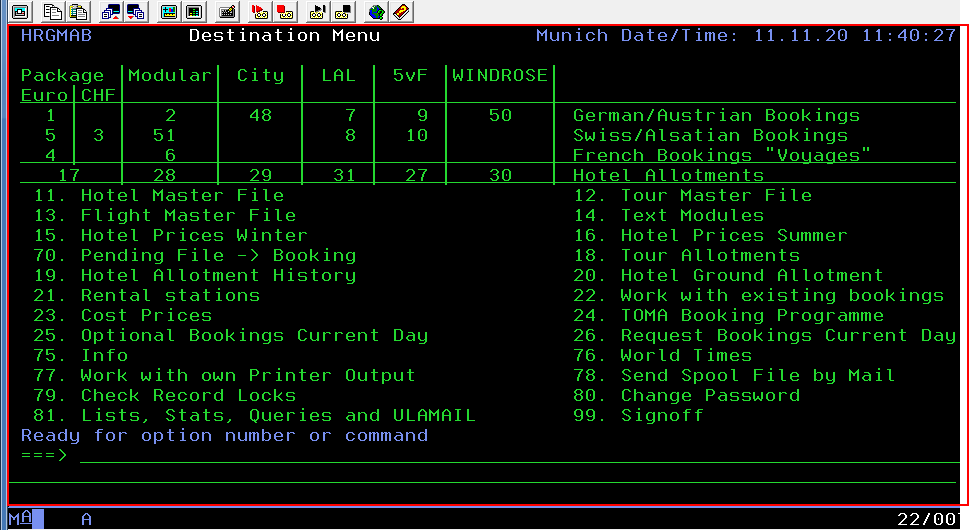 HRGMAB Destination Menu Munich Date/Time: 11.11.20 11:40:27
Package Modular City LAL 5vF WINDROSE
Euro CHF
1 2 48 7 9 50 German/Austrian Bookings
5 3 51 8 10 Swiss/Alsatian Bookings
4 6 French Bookings "Voyages"
17 28 29 31 27 30 Hotel Allotments
11. Hotel Master File 12. Tour Master File
13. Flight Master File 14. Text Modules
15. Hotel Prices Winter 16. Hotel Prices Summer
70. Pending File -> Booking 18. Tour Allotments
19. Hotel Allotment History 20. Hotel Ground Allotment
21. Rental stations 22. Work with existing bookings
23. Cost Prices 24. TOMA Booking Programme
25. Optional Bookings Current Day 26. Request Bookings Current Day
75. Info 76. World Times
77. Work with own Printer Output 78. Send Spool File by Mail
79. Check Record Locks 80. Change Password
81. Lists, Stats, Queries and ULAMAIL 99. Signoff
Ready for option number or command
===>
MA A 22/00